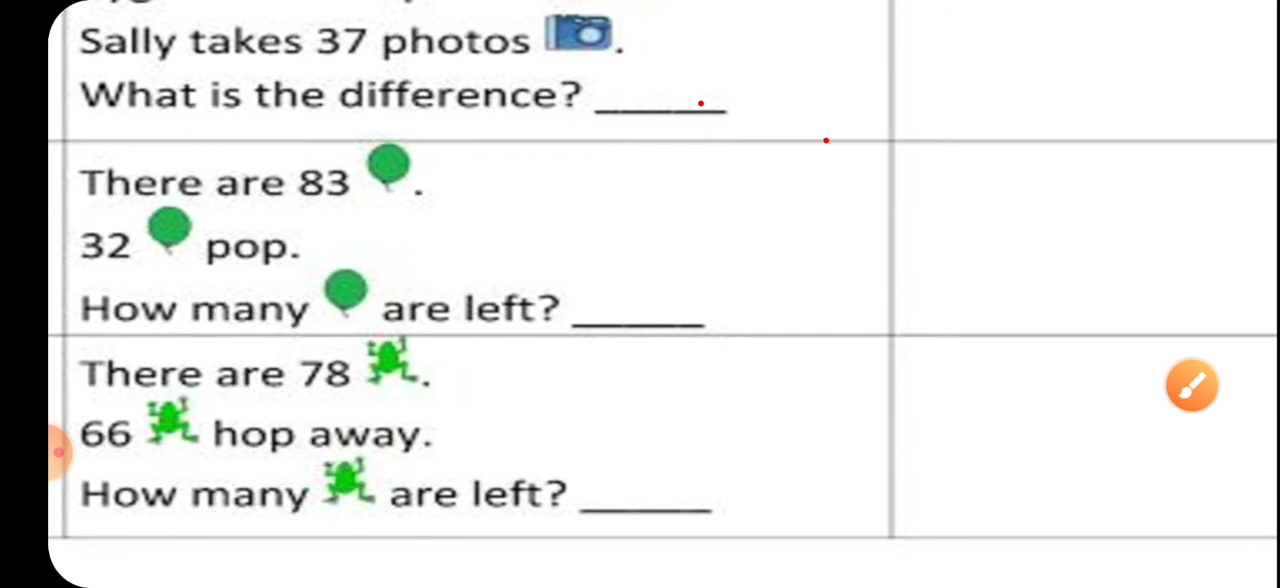 Sally takes 37 photos .
What is the difference? ______
There are 83 .
32 pop.
How many are left? ______
There are 78 .
66 hop away.
How many are left? ______